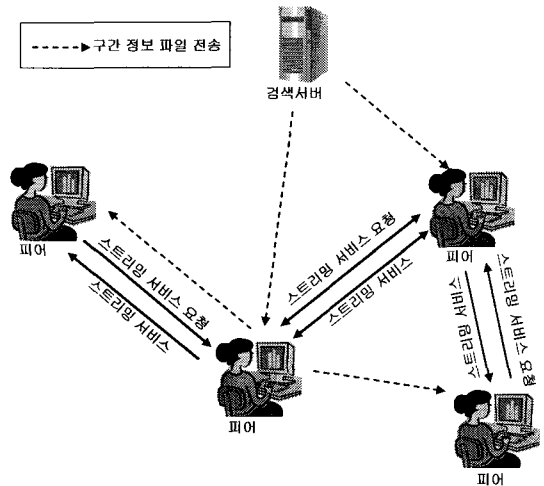 구간 정보 파일 전송
검색서버
피어
피어
스트리밍 서비스 요청
스트리밍 서비스
스트리밍 서비스 요청
스트리밍 서비스
스트리밍 서비스
스트리밍 서비스 요청
피어
피어